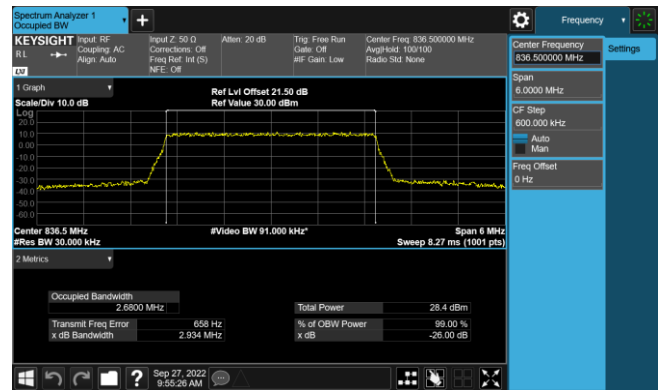 Spectrum Analyzer 1
Occupied BW
Frequency
KEYSIGHT
RL
LXI
Input: RF
Coupling: AC
Align: Auto
Input Z: 50 Ω
Corrections: Off
Freq Ref: Int (S)
NFE: Off
Atten: 20 dB
Trig: Free Run
Gate: Off
#IF Gain: Low
Center Freq: 836.500000 MHz
Avg|Hold: 100/100
Radio Std: None
Center Frequency
836.500000 MHz
Settings
Span
6.0000 MHz
CF Step
600.000 kHz
Auto
Man
Freq Offset
0 Hz
1 Graph
Scale/Div 10.0 dB
Ref Lvl Offset 21.50 dB
Ref Value 30.00 dBm
Log
20.0
10.0
0.00
-10.0
-20.0
-30.0
-40.0
-50.0
-60.0
Center 836.5 MHz
#Video BW 91.000 kHz*
Span 6 MHz
#Res BW 30.000 kHz
Sweep 8.27 ms (1001 pts)
2 Metrics
Occupied Bandwidth
2.6800 MHz
Total Power 28.4 dBm
Transmit Freq Error 658 Hz
% of OBW Power 99.00 %
x dB Bandwidth 2.934 MHz
x dB -26.00 dB
?
Sep 27, 2022
9:55:26 AM